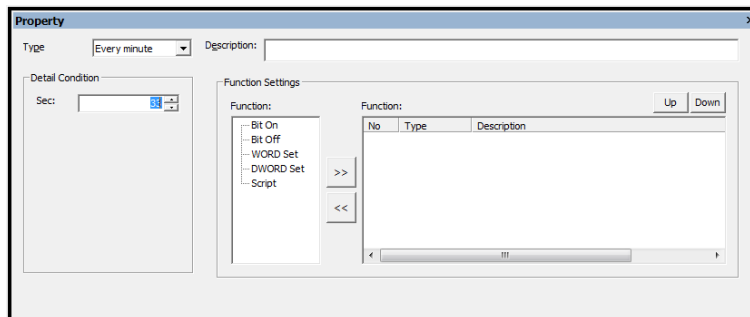 Property
Type Every minute Description:
Detail Condition
Sec:
Function Settings
Function:
Bit On
Bit Off
WORD Set
DWORD Set
Script
>>
<<
Function:
Up Down
No Type Description